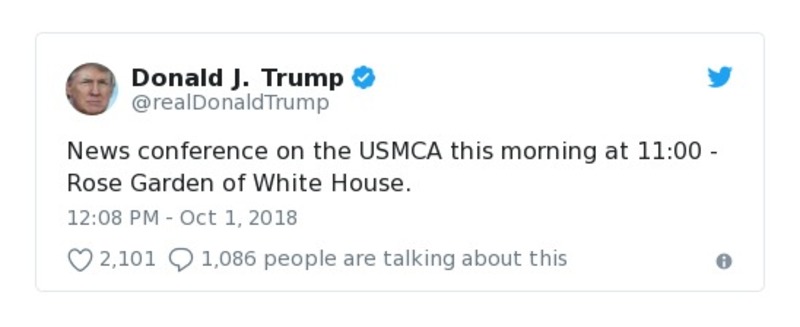 Donald J. Trump
@realDonaldTrump
News conference on the USMCA this morning at 11:00 -
Rose Garden of White House.
12:08 PM - Oct 1, 2018
2,101 1,086 people are talking about this